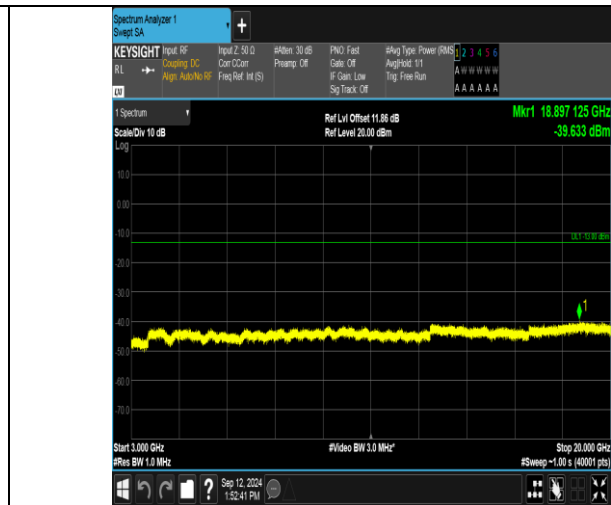 Spectrum Analyzer 1
Swept SA
+
KEYSIGHT Input: RF Input Z: 50 Ω #Atten: 30 dB PNO: Fast #Avg Type: Power (RMS 1 2 3 4 5 6
RL Coupling: DC Corr CCorr Preamp: Off Gate: Off Avg|Hold: 1/1 A W W W W W
Align: Auto/No RF Freq Ref: Int (S) IF Gain: Low Trig: Free Run
Sig Track: Off A A A A A A
LXI
1 Spectrum Ref Lvl Offset 11.86 dB Mkr1 18.897 125 GHz
Scale/Div 10 dB Ref Level 20.00 dBm -39.633 dBm
Log
10.0
0.00
-10.0
DL1 -13.00 dBm
-20.0
-30.0
1
-40.0
-50.0
-60.0
-70.0
Start 3.000 GHz #Video BW 3.0 MHz* Stop 20.000 GHz
#Res BW 1.0 MHz #Sweep ~1.00 s (40001 pts)
? Sep 12, 2024
1:52:41 PM